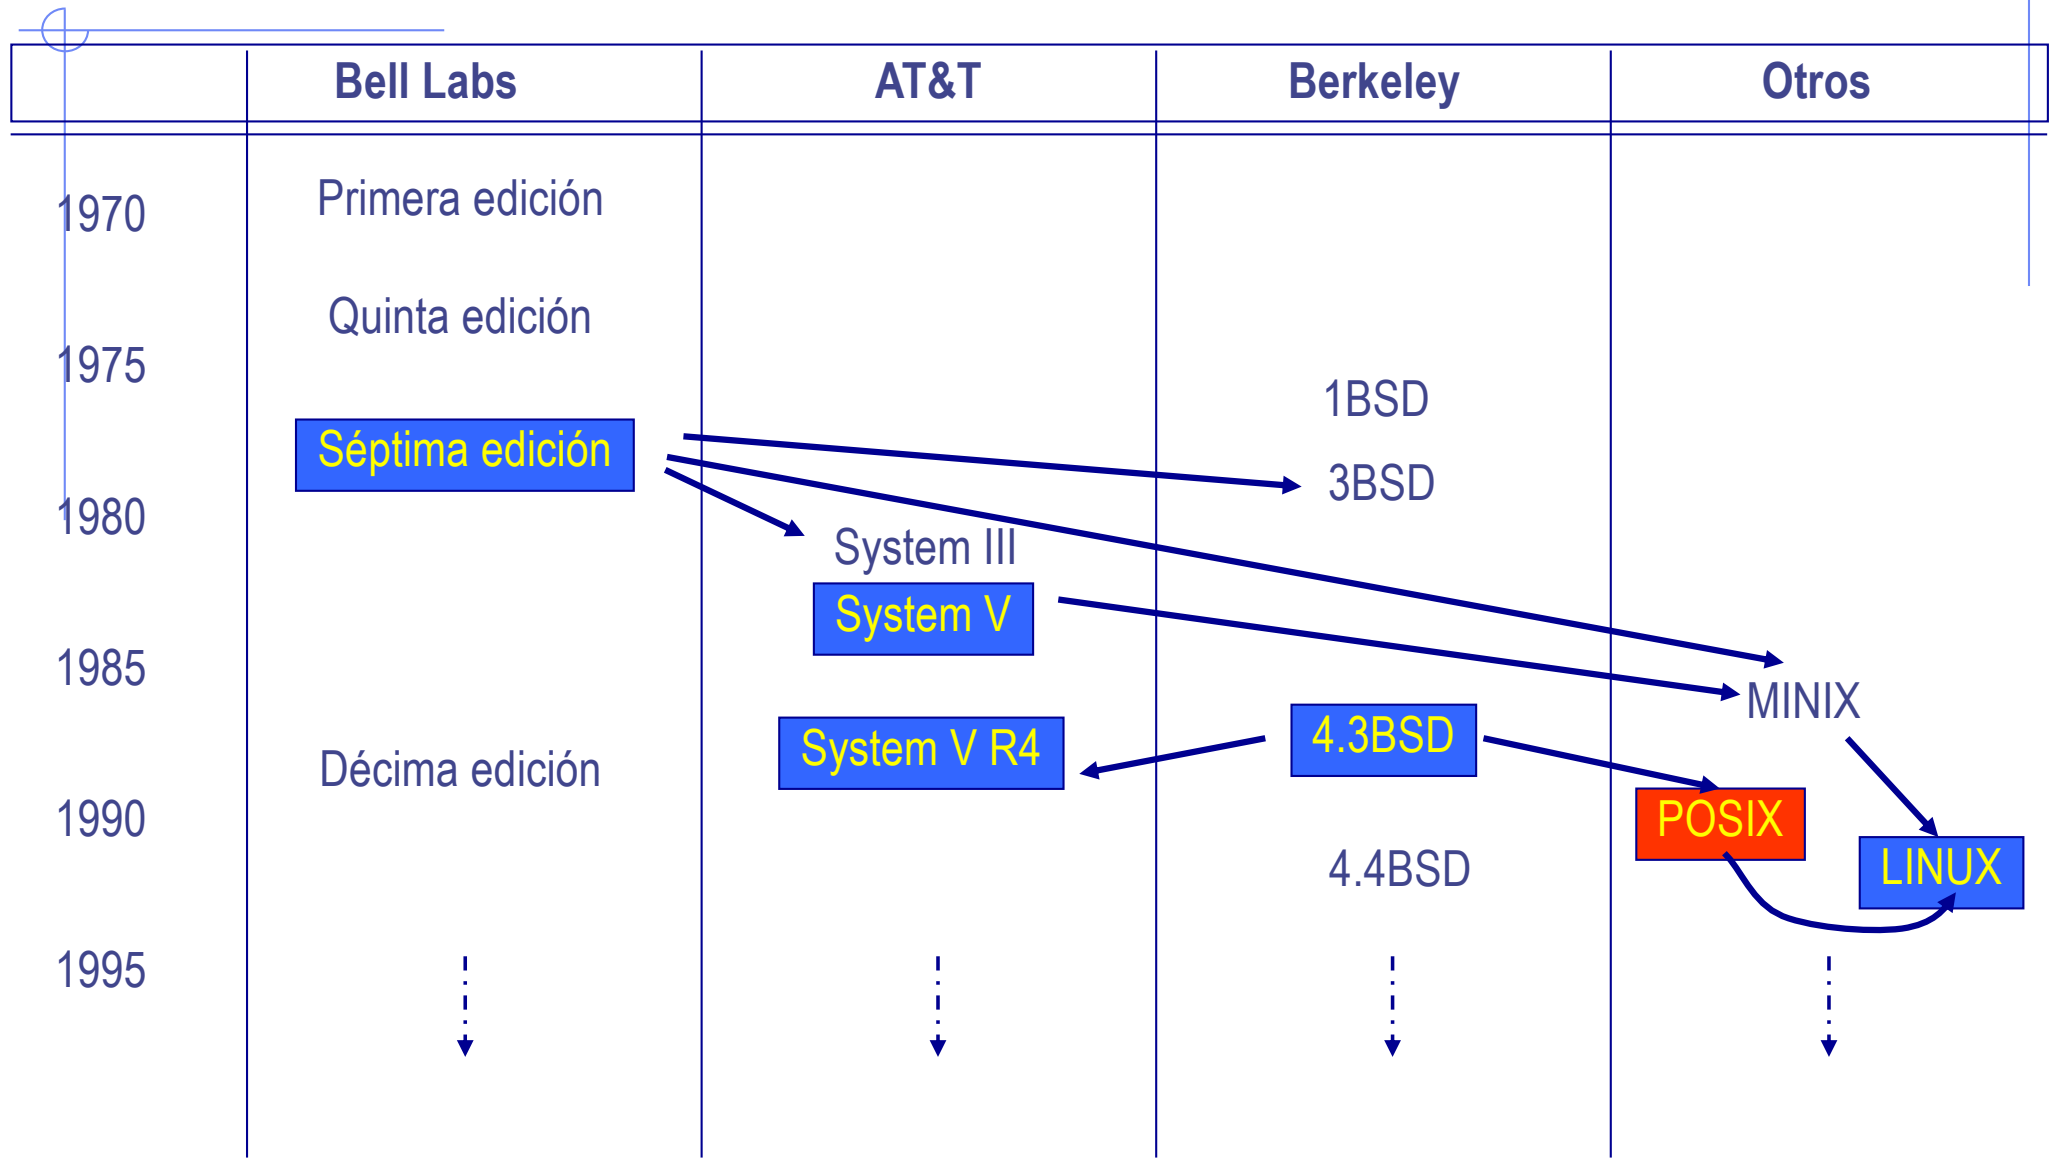 Bell Labs AT&T Berkeley Otros
1970 Primera edición
Quinta edición
1975
1BSD
Séptima edición
3BSD
1980
System III
System V
1985
MINIX
System V R4 4.3BSD
Décima edición
1990 POSIX
4.4BSD LINUX
1995